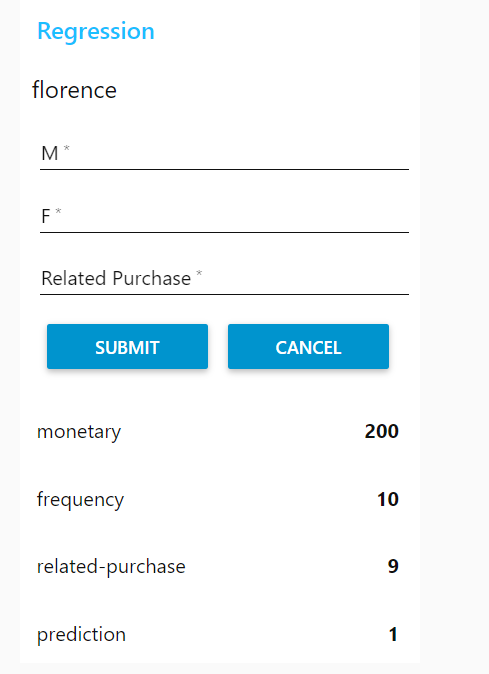 Regression
florence
M *
F *
Related Purchase *
SUBMIT CANCEL
monetary 200
frequency 10
related-purchase 9
prediction 1